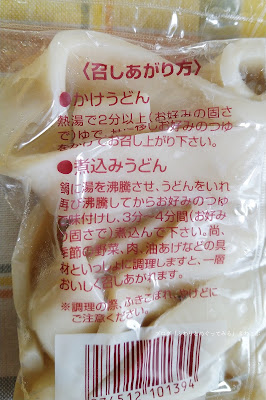 〈召しあがり方〉
●かけうどん
熱湯で2分以上(お好みの固さ
で)ゆで、お好みのつゆ
をかけてお召し上り下さい。
●煮込みうどん
鍋に湯を沸騰させ、うどんをいれ
再び沸騰してからお好みのつゆ
で味付けし、3分〜4分間(お好み
の固さで)煮込んで下さい。尚、
季節の野菜、肉、油あげなどの具
材といっしょに調理しますと、一層
おいしく召しあがれます。
※調理の際、ふきこぼれややけどに
ご注意ください。
4512 101394